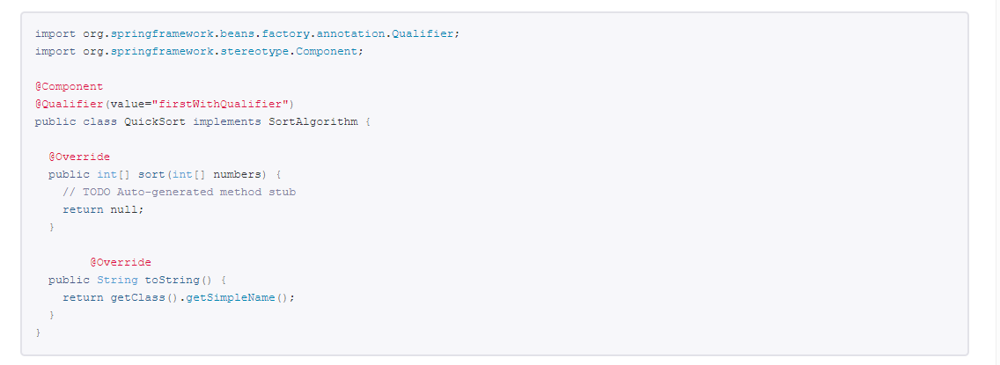 import org.springframework.beans.factory.annotation.Qualifier;
import org.springframework.stereotype.Component;
@Component
@Qualifier(value="firstWithQualifier")
public class QuickSort implements SortAlgorithm {
@Override
public int[] sort(int[] numbers) {
// TODO Auto-generated method stub
return null;
}
@Override
public String toString() {
return getClass().getSimpleName();
}
}